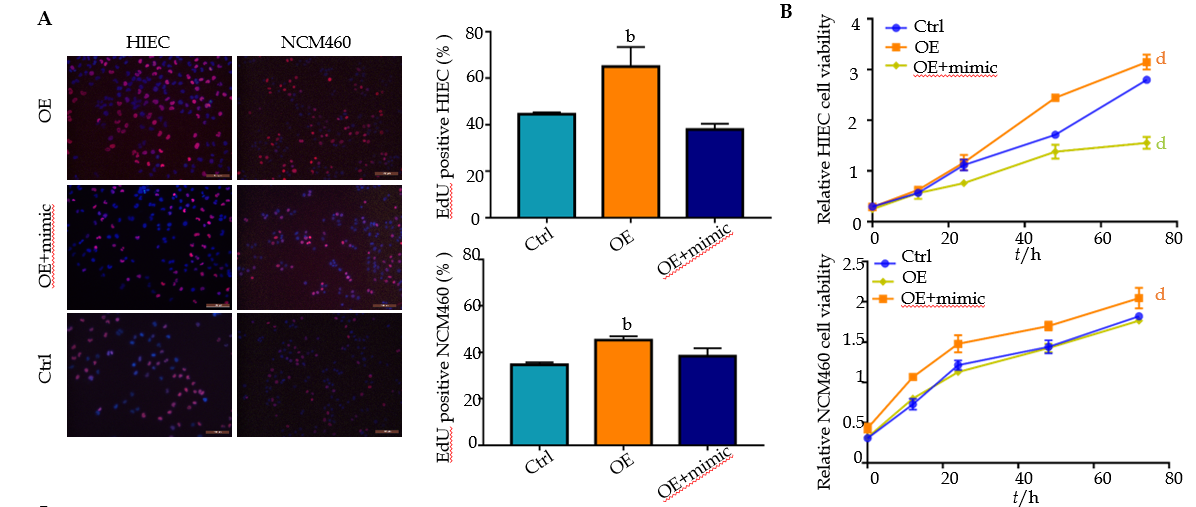 A
HIEC
NCM460
OE
OE+mimic
Ctrl
EdU positive HIEC (% )
80
60
40
20
0
b
Ctrl
OE
OE+mimic
EdU positive NCM460 (% )
80
60
40
20
0
b
Ctrl
OE
OE+mimic
B
Relative HIEC cell viability
4
3
2
1
0
Ctrl
OE
OE+mimic
d
d
0
20
40
60
80
t/h
Relative NCM460 cell viability
2.5
2
1.5
1
0.5
0
Ctrl
OE
OE+mimic
d
0
20
40
60
80
t/h